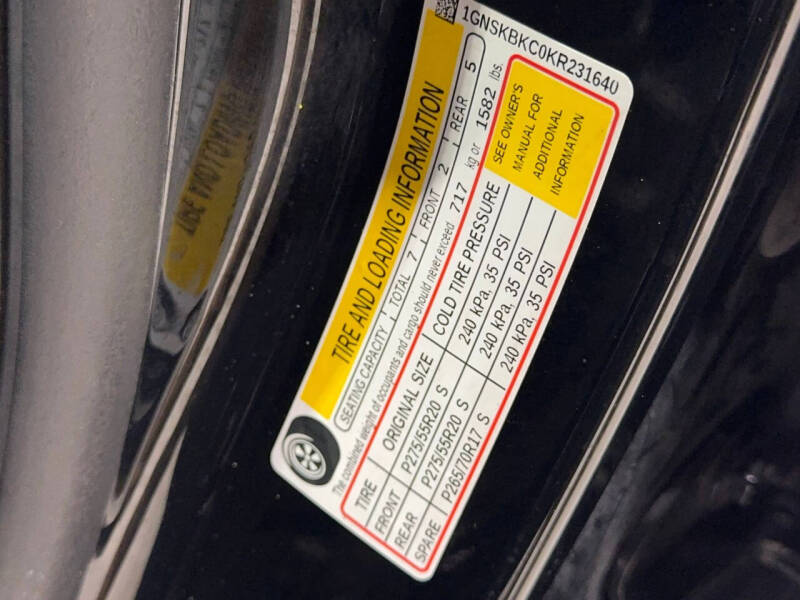 1GNSKBKC0KR231640
TIRE AND LOADING INFORMATION
SEATING CAPACITY TOTAL 7 FRONT 2 REAR 5
The combined weight of occupants and cargo should never exceed 717 kg or 1582 lbs.
TIRE ORIGINAL SIZE COLD TIRE PRESSURE
FRONT P275/55R20 S 240 kPa, 35 PSI
REAR P275/55R20 S 240 kPa, 35 PSI
SPARE P265/70R17 S 240 kPa, 35 PSI
SEE OWNER'S
MANUAL FOR
ADDITIONAL
INFORMATION